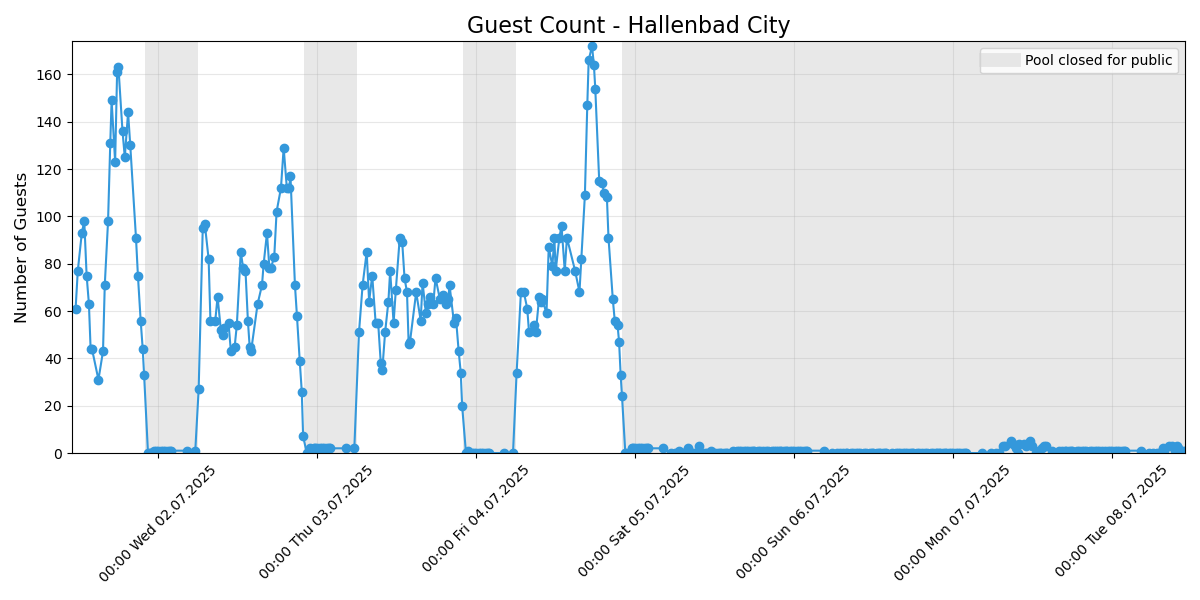 Guest Count - Hallenbad City
Pool closed for public
Number of Guests
160
140
120
100
80
60
40
20
0
00:00 Wed 02.07.2025
00:00 Thu 03.07.2025
00:00 Fri 04.07.2025
00:00 Sat 05.07.2025
00:00 Sun 06.07.2025
00:00 Mon 07.07.2025
00:00 Tue 08.07.2025